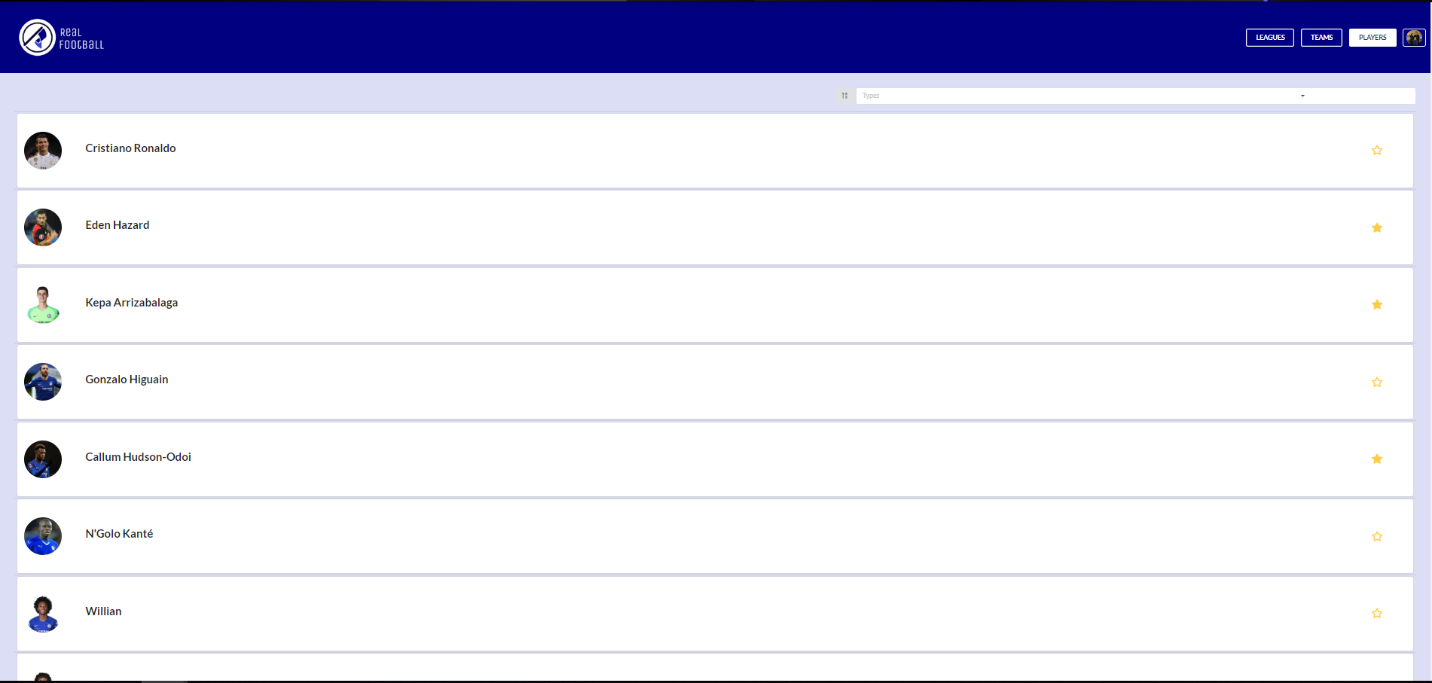 Real
Football
LEAGUES
TEAMS
PLAYERS
Types
Cristiano Ronaldo
Eden Hazard
Kepa Arrizabalaga
Gonzalo Higuain
Callum Hudson-Odoi
N'Golo Kanté
Willian